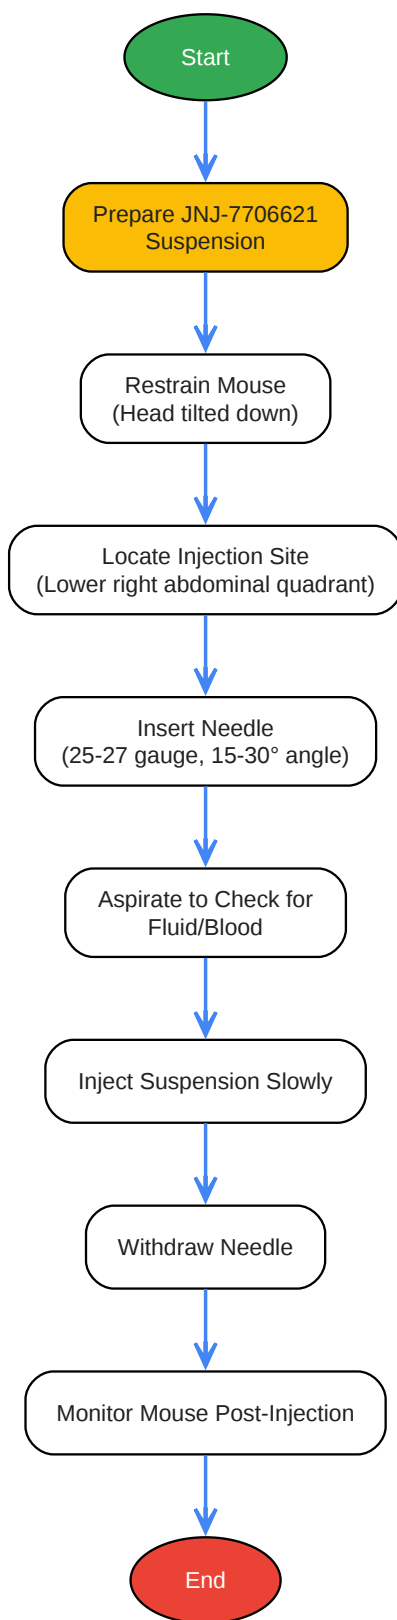 Start
Prepare JNJ-7706621
Suspension
Restrain Mouse
(Head tilted down)
Locate Injection Site
(Lower right abdominal quadrant)
Insert Needle
(25-27 gauge, 15-30° angle)
Aspirate to Check for
Fluid/Blood
Inject Suspension Slowly
Withdraw Needle
Monitor Mouse Post-Injection
End